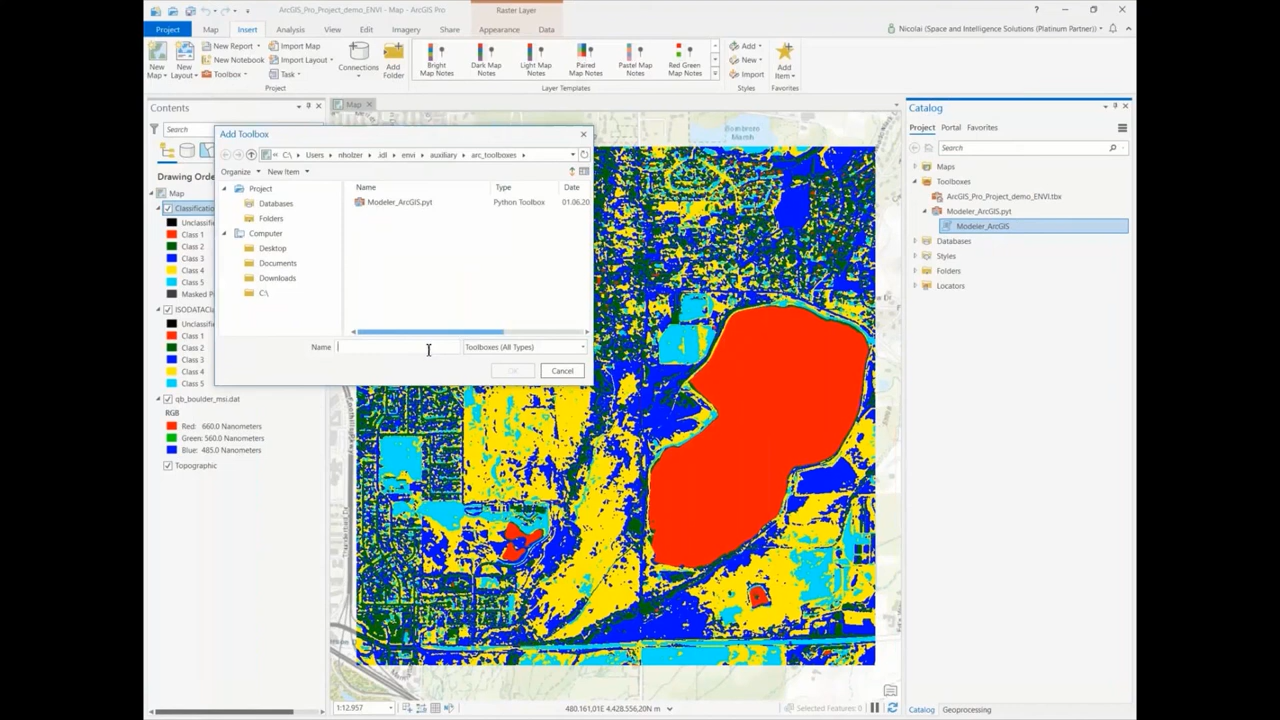 ArcGIS_Pro_Project_demo_ENVI - Map - ArcGIS Pro
Raster Layer
?
Project Map Insert Analysis View Edit Imagery Share Appearance Data
Nicolai (Space and Intelligence Solutions (Platinum Partner))
New Map
New Layout
New Report
New Notebook
Toolbox
Import Map
Import Layout
Task
Connections
Add Folder
Project
Bright Map Notes
Dark Map Notes
Light Map Notes
Paired Map Notes
Pastel Map Notes
Red Green Map Notes
Layer Templates
Add
New
Import
Styles
Add Item
Favorites
Contents
Search
Drawing Order
Map
Classification
Unclassified
Class 1
Class 2
Class 3
Class 4
Class 5
Masked P
ISODATACl
Unclassifi
Class 1
Class 2
Class 3
Class 4
Class 5
qb_boulder_msi.dat
RGB
Red: 660.0 Nanometers
Green: 560.0 Nanometers
Blue: 485.0 Nanometers
Topographic
Map
Add Toolbox
C:\ Users nholzer .idl envi auxiliary arc_toolboxes
Organize New Item
Project
Databases
Folders
Computer
Desktop
Documents
Downloads
C:\
Name Type Date
Modeler_ArcGIS.pyt Python Toolbox 01.06.20
Name Toolboxes (All Types)
OK Cancel
1:12.957
480.161,01E 4.428.556,20N m
Selected Features: 0
Catalog
Project Portal Favorites
Search
Maps
Toolboxes
ArcGIS_Pro_Project_demo_ENVI.tbx
Modeler_ArcGIS.pyt
Modeler_ArcGIS
Databases
Styles
Folders
Locators
Catalog Geoprocessing